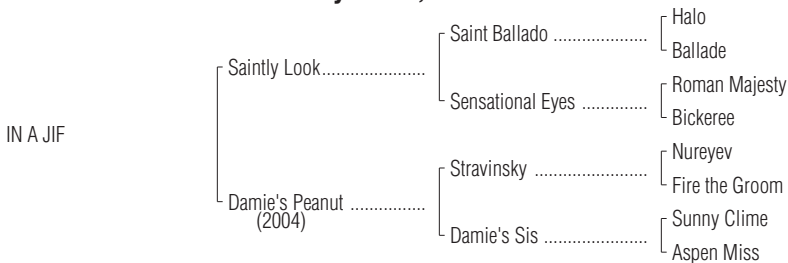 Halo
Saint Ballado ....................
Ballade
Saintly Look......................
Roman Majesty
Sensational Eyes ..............
Bickeree
IN A JIF
Nureyev
Stravinsky ........................
Fire the Groom
Damie's Peanut ................
(2004)
Sunny Clime
Damie's Sis ......................
Aspen Miss